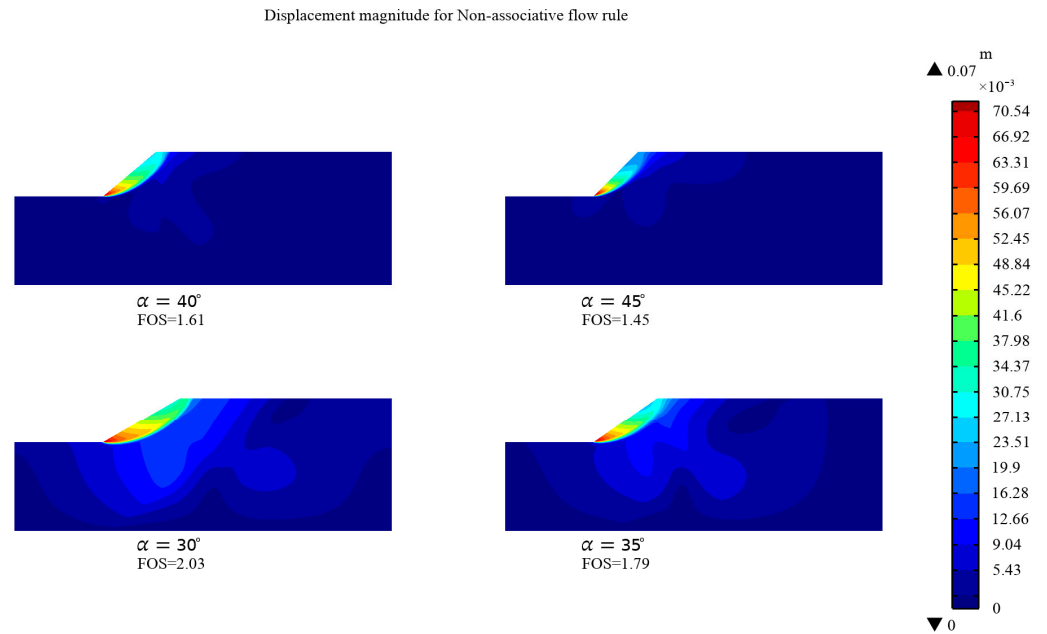 Displacement magnitude for Non-associative flow rule
m
▲ 0.07
×10⁻³
70.54
66.92
63.31
59.69
56.07
52.45
48.84
45.22
41.6
37.98
34.37
30.75
27.13
23.51
19.9
16.28
12.66
9.04
5.43
0
▼ 0
α = 40°
FOS=1.61
α = 45°
FOS=1.45
α = 30°
FOS=2.03
α = 35°
FOS=1.79